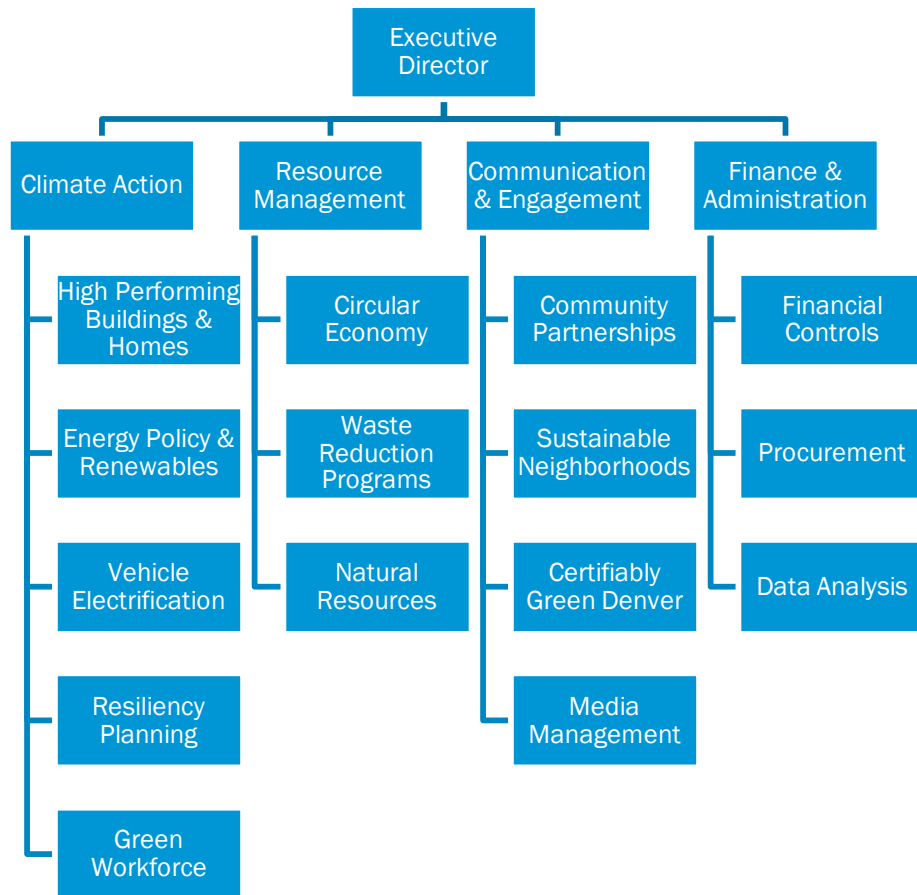 Executive
Director
Climate Action
Resource
Management
Communication
& Engagement
Finance &
Administration
High Performing
Buildings &
Homes
Energy Policy &
Renewables
Vehicle
Electrification
Resiliency
Planning
Green
Workforce
Circular
Economy
Waste
Reduction
Programs
Natural
Resources
Community
Partnerships
Sustainable
Neighborhoods
Certifiably
Green Denver
Media
Management
Financial
Controls
Procurement
Data Analysis